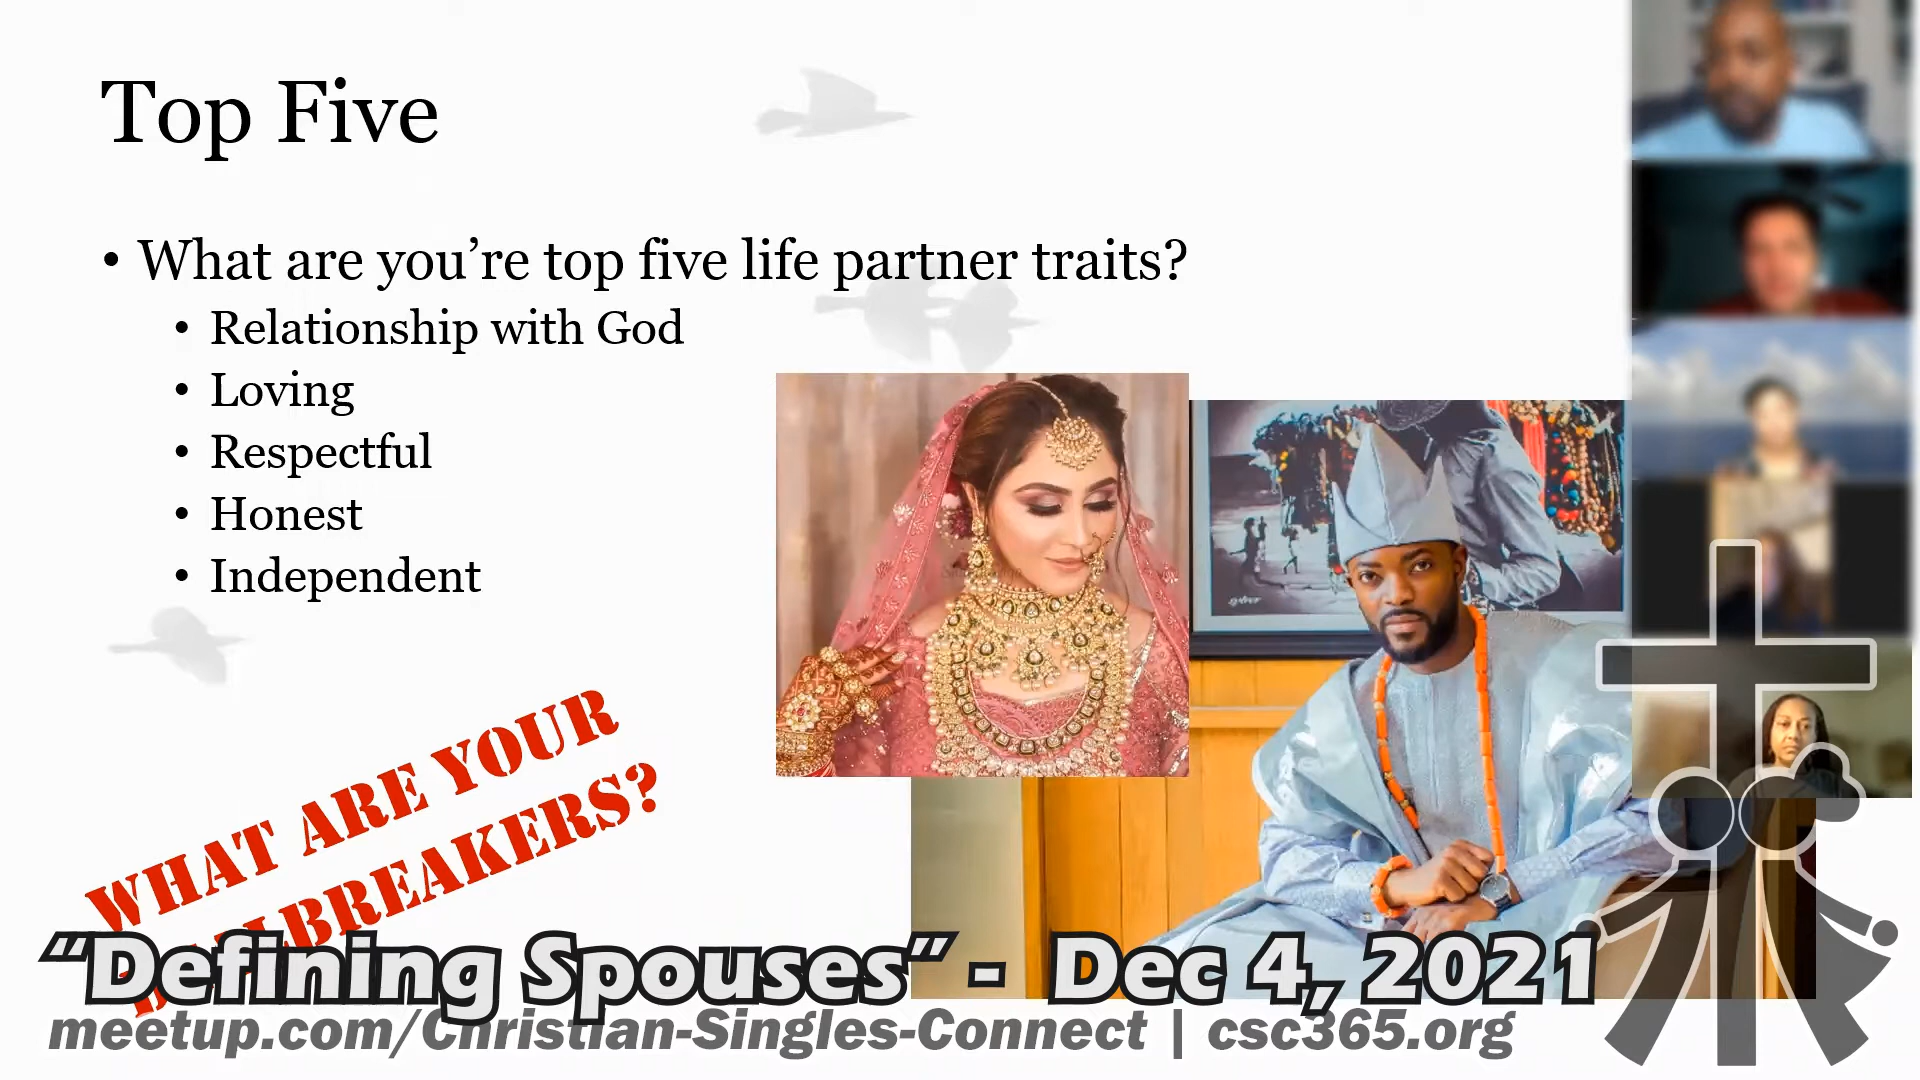 Top Five
• What are you’re top five life partner traits?
• Relationship with God
• Loving
• Respectful
• Honest
• Independent
WHAT ARE YOUR
DEALBREAKERS?
“Defining Spouses” - Dec 4, 2021
meetup.com/Christian-Singles-Connect | csc365.org